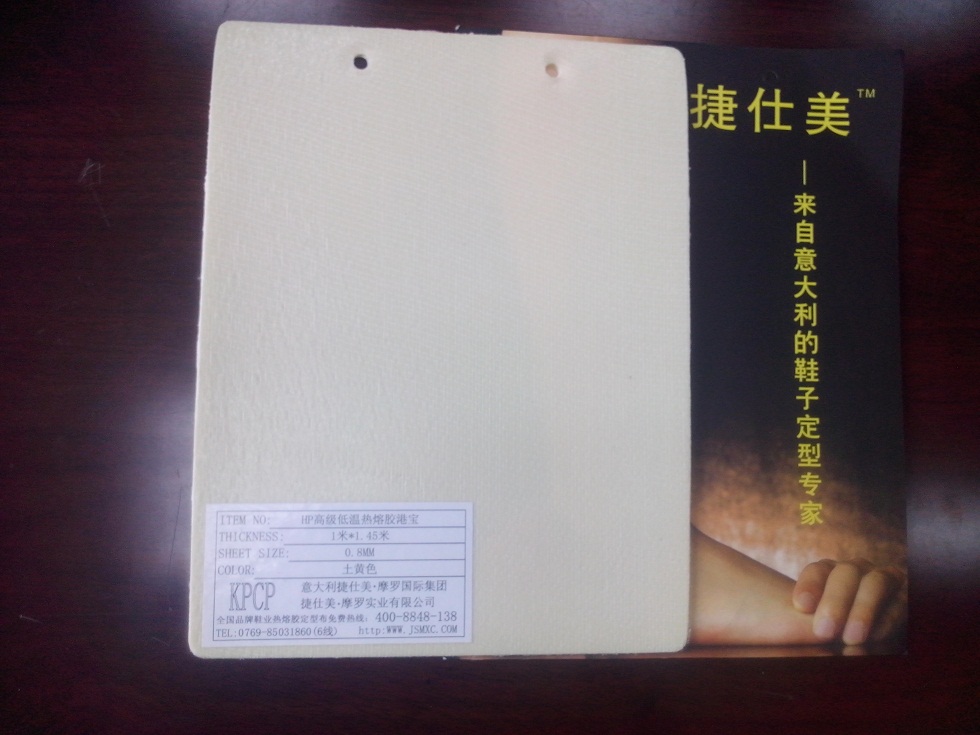 捷仕美™
—来自意大利的鞋子定型专家
ITEM NO: HP高级低温热熔胶港宝
THICKNESS: 1米*1.45米
SHEET SIZE: 0.8MM
COLOR: 土黄色
KPCP
意大利捷仕美·摩罗国际集团
捷仕美·摩罗实业有限公司
全国品牌鞋业热熔胶定型布免费热线: 400-8848-138
TEL:0769-85031860(6线) http:WWW.JSMXC.COM